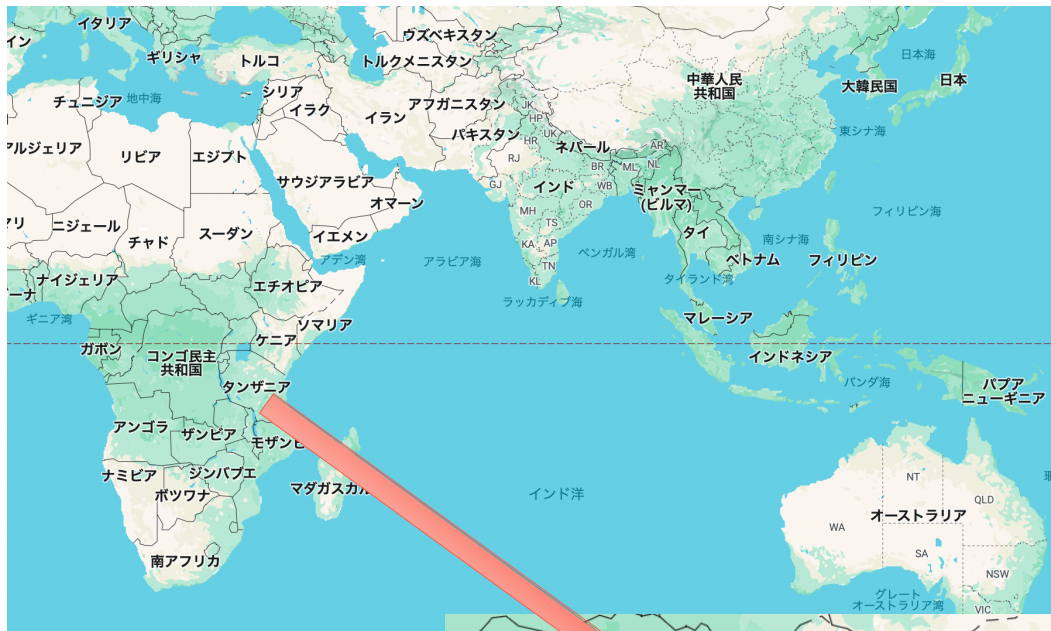 イタリア
イン
ギリシャ
トルコ
ウズベキスタン
トルクメニスタン
チュニジア
地中海
シリア
イラク
イラン
アフガニスタン
パキスタン
中華人民
共和国
大韓民国
日本海
日本
東シナ海
アルジェリア
リビア
エジプト
サウジアラビア
オマーン
イエメン
アデン湾
アラビア海
JK
HP
UK
HR
RJ
GJ
ネパール
インド
BR
WB
ML
AR
NL
MH
OR
TS
KA
AP
TN
KL
ミャンマー
(ビルマ)
タイ
ベンガル湾
ラッカディブ海
ベトナム
タイランド湾
南シナ海
フィリピン
フィリピン海
マリ
ニジェール
チャド
スーダン
ナイジェリア
ーナ
ギニア湾
エチオピア
ソマリア
ケニア
ガボン
コンゴ民主
共和国
タンザニア
マレーシア
インドネシア
バンダ海
パプア
ニューギニア
アンゴラ
ザンビア
モザンビ
ナミビア
ジンバブエ
ボツワナ
マダガスカル
南アフリカ
インド洋
オーストラリア
NT
QLD
WA
SA
NSW
VIC
グレート
オーストラリア湾